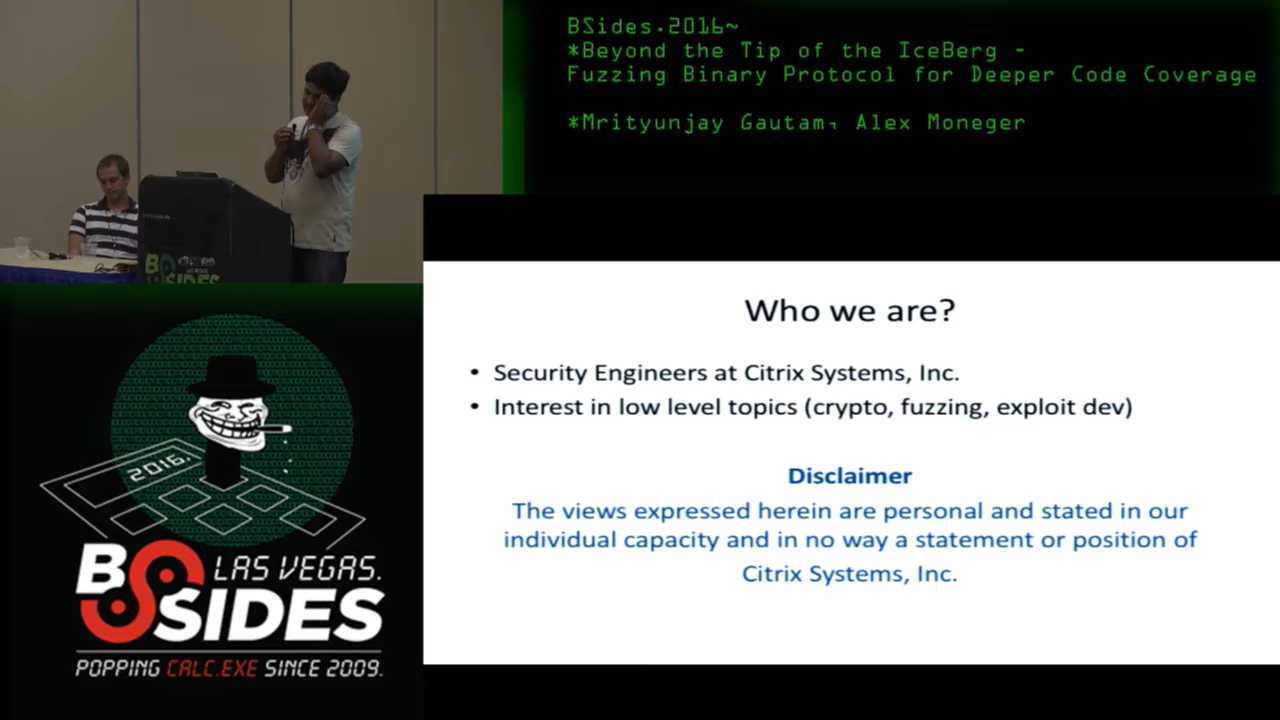 BSides.2016~
*Beyond the Tip of the IceBerg -
Fuzzing Binary Protocol for Deeper Code Coverage
*Mrityunjay Gautam, Alex Moneger
BSIDES
Who we are?
• Security Engineers at Citrix Systems, Inc.
• Interest in low level topics (crypto, fuzzing, exploit dev)
Disclaimer
The views expressed herein are personal and stated in our
individual capacity and in no way a statement or position of
Citrix Systems, Inc.
2016.
BSIDES
LAS VEGAS.
POPPING CALC.EXE SINCE 2009.